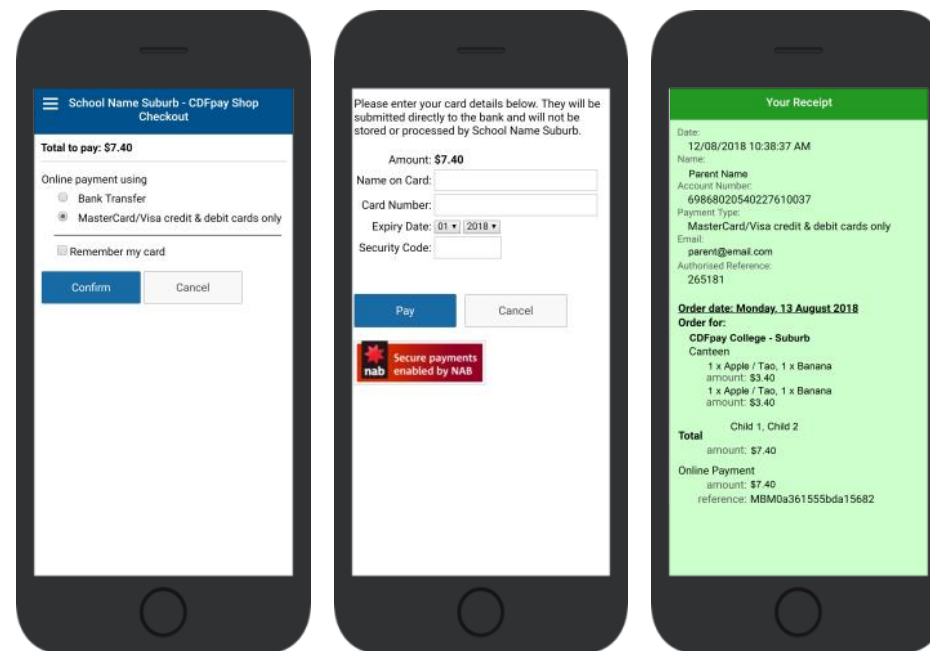 School Name Suburb - CDFpay Shop
Checkout
Total to pay: $7.40
Online payment using
Bank Transfer
MasterCard/Visa credit & debit cards only
Remember my card
Confirm
Cancel
Please enter your card details below. They will be
submitted directly to the bank and will not be
stored or processed by School Name Suburb.
Amount: $7.40
Name on Card:
Card Number:
Expiry Date: 01 2018
Security Code:
Pay
Cancel
nab
Secure payments
enabled by NAB
Your Receipt
Date:
12/08/2018 10:38:37 AM
Name:
Parent Name
Account Number:
69868020540227610037
Payment Type:
MasterCard/Visa credit & debit cards only
Email:
parent@email.com
Authorised Reference:
265181
Order date: Monday, 13 August 2018
Order for:
CDFpay College - Suburb
Canteen
1 x Apple / Tao, 1 x Banana
amount: $3.40
1 x Apple / Tao, 1 x Banana
amount: $3.40
Child 1, Child 2
Total
amount: $7.40
Online Payment
amount: $7.40
reference: MBM0a361555bda15682